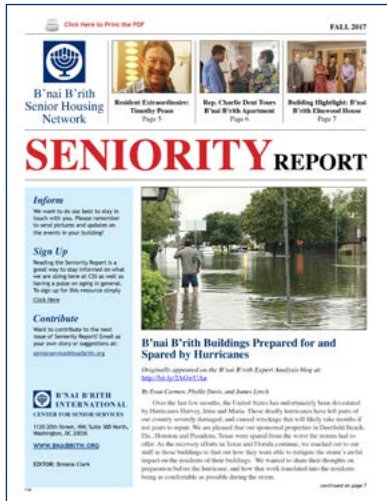 Click Here to Print the PDF
FALL 2017
B'nai B'rith
Senior Housing
Network
Resident Extraordinaire:
Timothy Pease
Page 5
Rep. Charlie Dent Tours
B'nai B'rith Apartment
Page 6
Building Hightlight: B'nai
B'rith Elmwood House
Page 7
SENIORITY REPORT
Inform
We want to do our best to stay in
touch with you. Please remember
to send pictures and updates on
the events in your building!
Sign Up
Reading the Seniority Report is a
great way to stay informed on what
we are doing here at CSS as well as
having a pulse on aging in general.
To sign up for this resource simply
Click Here
Contribute
Want to contribute to the next
issue of Seniority Report? Email us
your own story or suggestions at:
seniorservices@bnaibrith.org
B'NAI B'RITH
INTERNATIONAL
CENTER FOR SENIOR SERVICES
1120 20th Street, NW, Suite 300 North,
Washington, DC 20036
WWW.BNAIBRITH.ORG
EDITOR: Breana Clark
B'nai B'rith Buildings Prepared for and
Spared by Hurricanes
Originally appeared on the B'nai B'rith Expert Analysis blog at:
By Evan Carmen, Phyllis Davis, and Janel Lynch
Over the last few months, the United States has unfortunately been devastated
by Hurricanes Harvey, Irma and Maria. These deadly hurricanes have left parts of
our country severely damaged, and caused wreckage that will likely take months if
not years to repair. We are pleased that our sponsored properties in Deerfield Beach,
Fla., Houston and Pasadena, Texas were spared from the worst the storms had to
offer. As the recovery efforts in Texas and Florida continue, we reached out to our
staff in those buildings to find out how they were able to mitigate the storm's awful
impact on the residents of their buildings. We wanted to share their thoughts on
preparation before the hurricane, and how that work translated into the residents
being as comfortable as possible during the storm.
continued on page 7